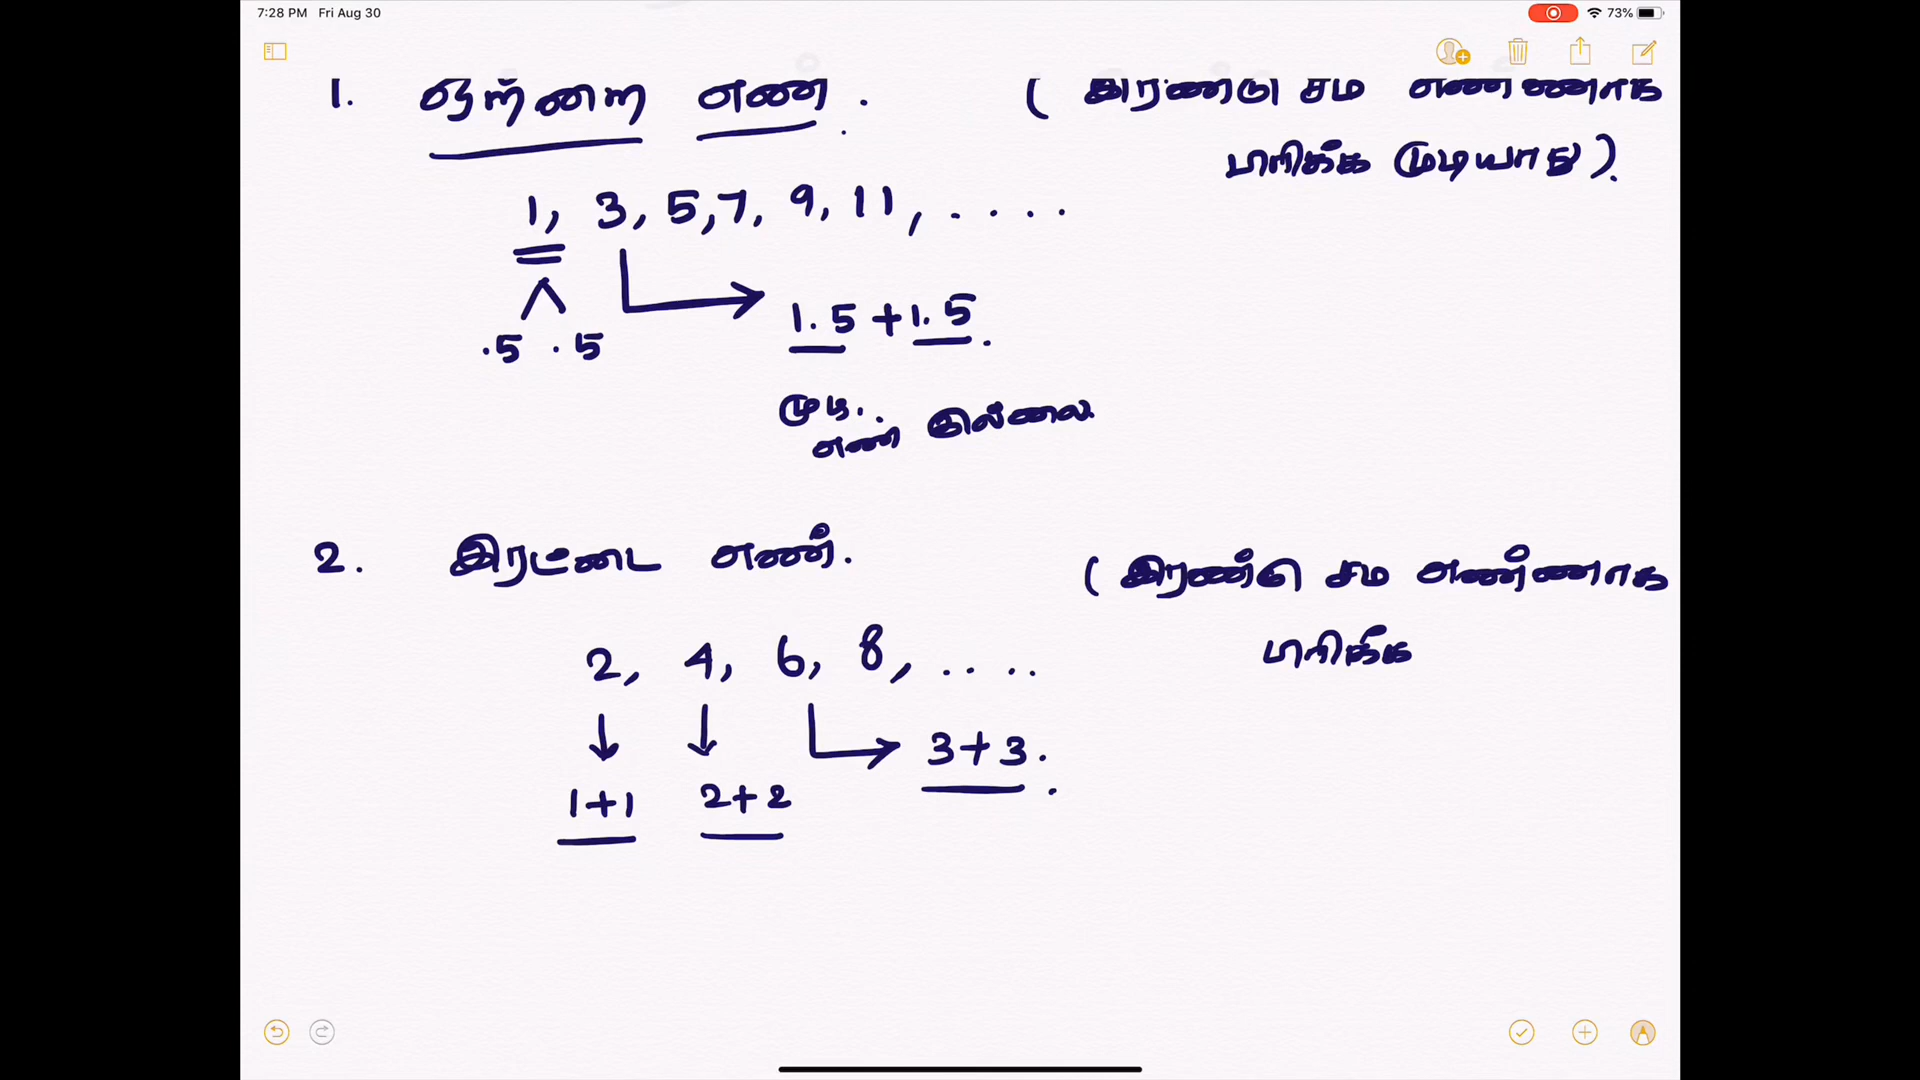 7:28 PM Fri Aug 30
73%
1. ஒற்றை எண். (இரண்டு சம எண்ணாக
பிரிக்க முடியாது).
1, 3, 5, 7, 9, 11, . . . .
.5 .5
1.5 + 1.5.
முடி..
எண் இல்லை.
2. இரட்டை எண். (இரண்டு சம எண்ணாக
பிரிக்க
2, 4, 6, 8, . . . .
3+3.
1+1 2+2